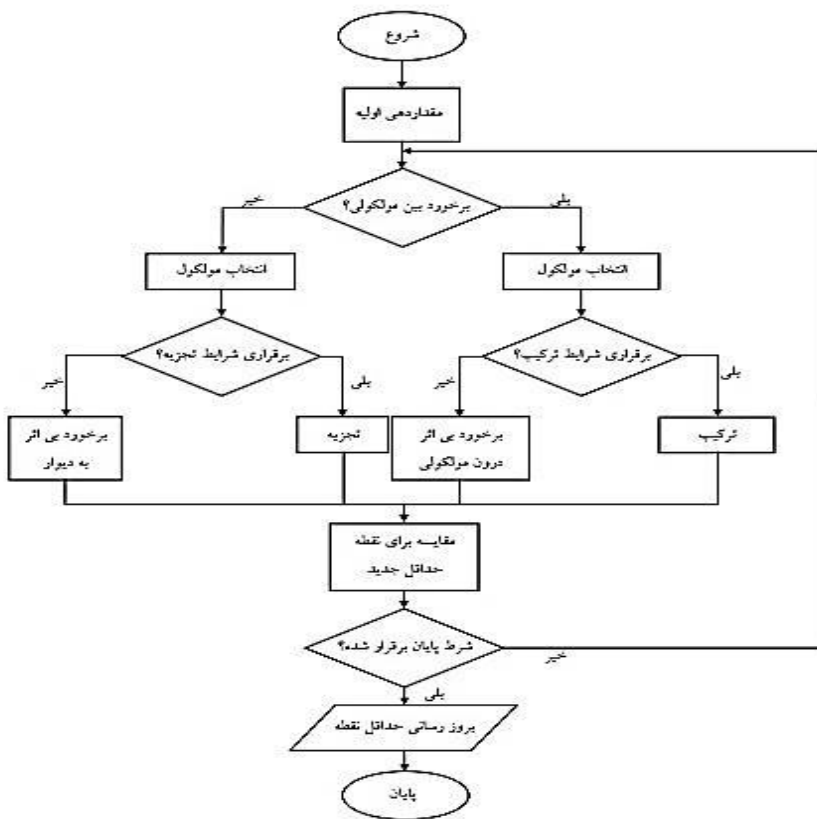 شروع
مقداردهی اولیه
برخورد بین مولکولی؟
بلی
خیر
انتخاب مولکول
انتخاب مولکول
برقراری شرایط ترکیب؟
برقراری شرایط تجزیه؟
بلی
خیر
بلی
خیر
ترکیب
برخورد بی اثر
درون مولکولی
تجزیه
برخورد بی اثر
به دیوار
مقایسه برای نقطه
حداقل جدید
شرط پایان برقرار شده؟
خیر
بلی
بروز رسانی حداقل نقطه
پایان